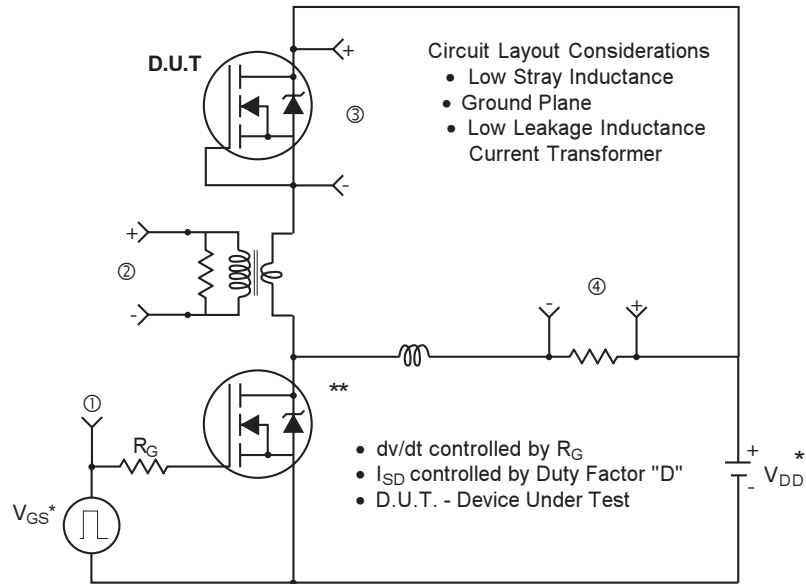 D.U.T
+
③
-
Circuit Layout Considerations
• Low Stray Inductance
• Ground Plane
• Low Leakage Inductance
Current Transformer
+
②
-
-
④
+
**
①
R_G
V_GS*
• dv/dt controlled by R_G
• I_SD controlled by Duty Factor "D"
• D.U.T. - Device Under Test
+
-
V_DD*